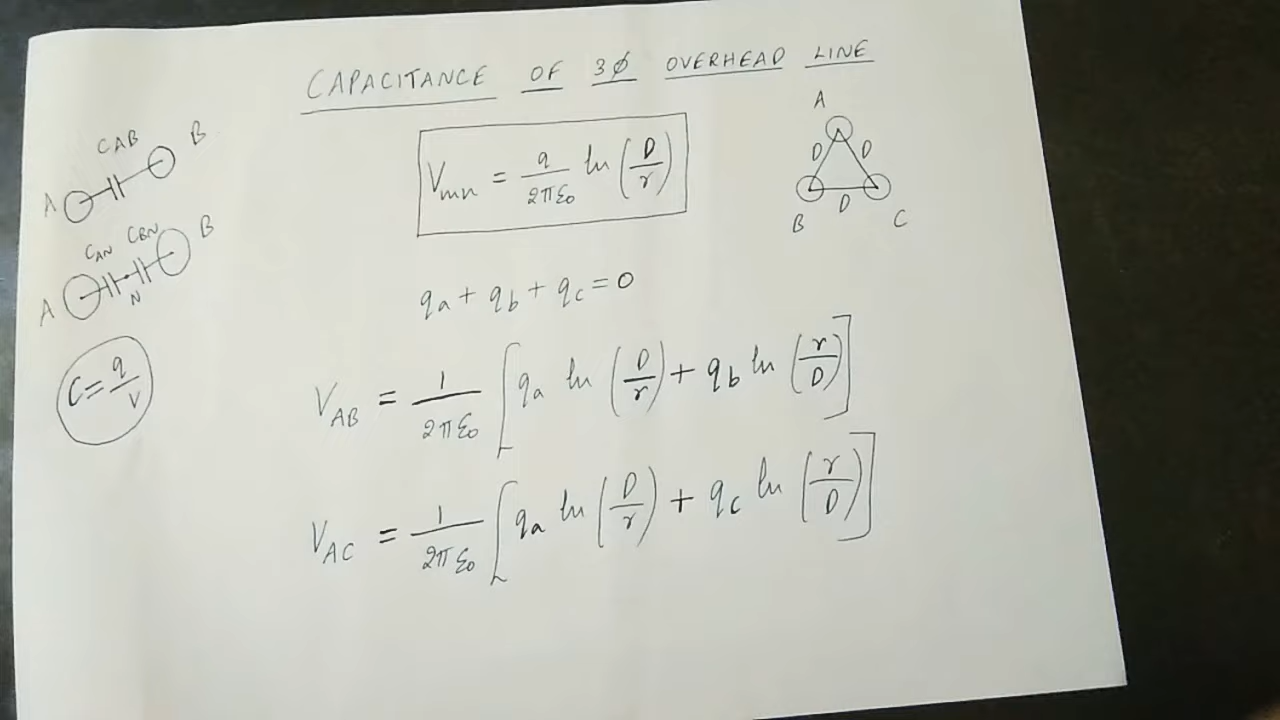 CAPACITANCE OF 3φ OVERHEAD LINE
CAB
A B
CAN CBN
A N B
C = q/V
Vmn = q/2πε₀ ln (D/r)
A
D D
B D C
qa + qb + qc = 0
VAB = 1/2πε₀ [qa ln (D/r) + qb ln (r/D)]
VAC = 1/2πε₀ [qa ln (D/r) + qc ln (r/D)]